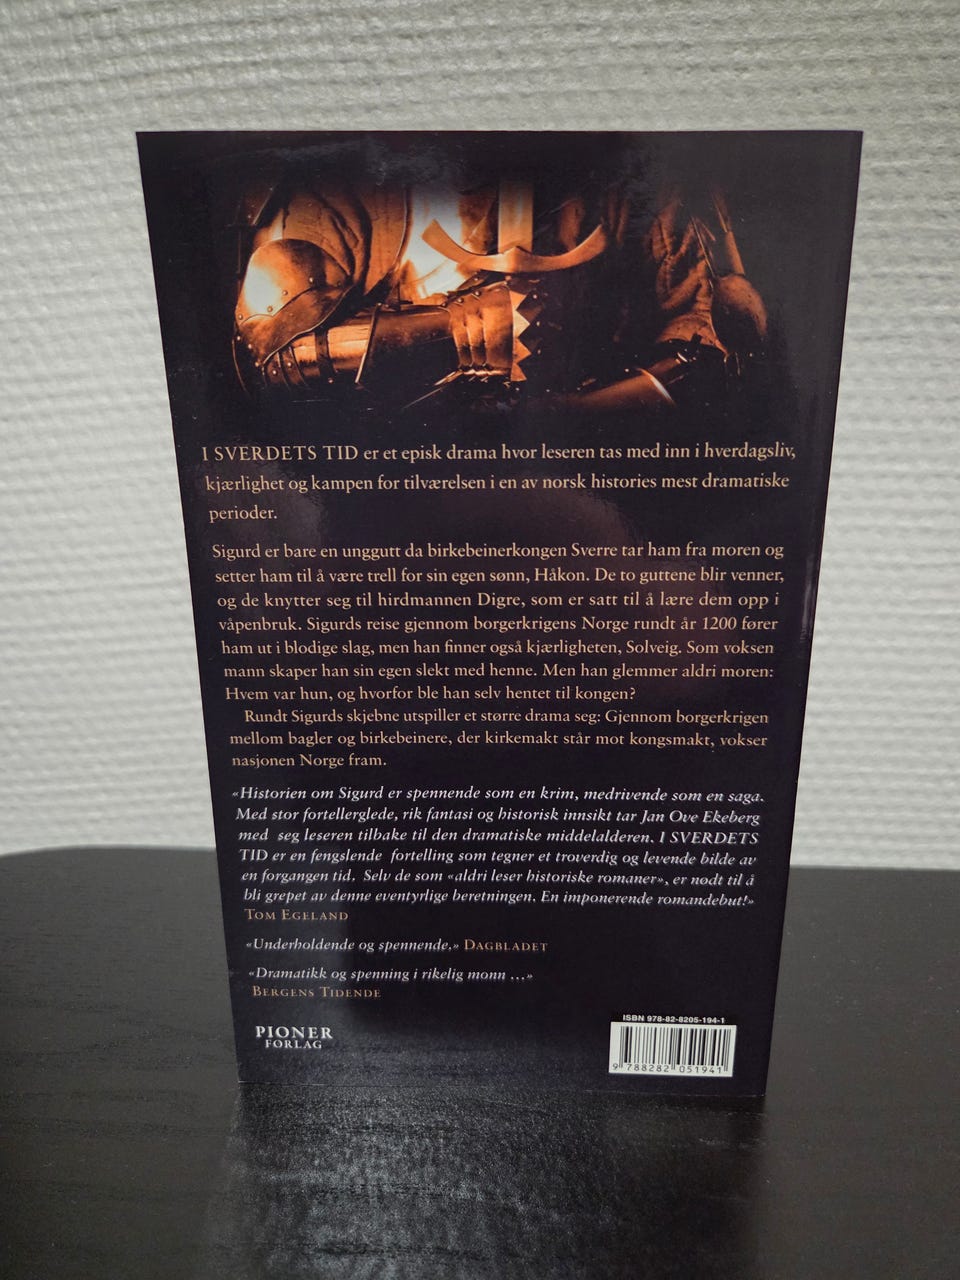 I SVERDETS TID er et episk drama hvor leseren tas med inn i hverdagsliv,
kjærlighet og kampen for tilværelsen i en av norsk histories mest dramatiske
perioder.
Sigurd er bare en unggutt da birkebeinerkongen Sverre tar ham fra moren og
setter ham til å være trell for sin egen sønn, Håkon. De to guttene blir venner,
og de knytter seg til hirdmannen Digre, som er satt til å lære dem opp i
våpenbruk. Sigurds reise gjennom borgerkrigens Norge rundt år 1200 fører
ham ut i blodige slag, men han finner også kjærligheten, Solveig. Som voksen
mann skaper han sin egen slekt med henne. Men han glemmer aldri moren:
Hvem var hun, og hvorfor ble han selv hentet til kongen?
Rundt Sigurds skjebne utspiller et større drama seg: Gjennom borgerkrigen
mellom bagler og birkebeinere, der kirkemakt står mot kongsmakt, vokser
nasjonen Norge fram.
«Historien om Sigurd er spennende som en krim, medrivende som en saga.
Med stor fortellerglede, rik fantasi og historisk innsikt tar Jan Ove Ekeberg
med seg leseren tilbake til den dramatiske middelalderen. I SVERDETS
TID er en fengslende fortelling som tegner et troverdig og levende bilde av
en forgangen tid. Selv de som «aldri leser historiske romaner», er nødt til å
bli grepet av denne eventyrlige beretningen. En imponerende romandebut!»
TOM EGELAND
«Underholdende og spennende.» DAGBLADET
«Dramatikk og spenning i rikelig monn ...»
BERGENS TIDENDE
PIONER
FORLAG
ISBN 978-82-8205-194-1
9 788282 051941